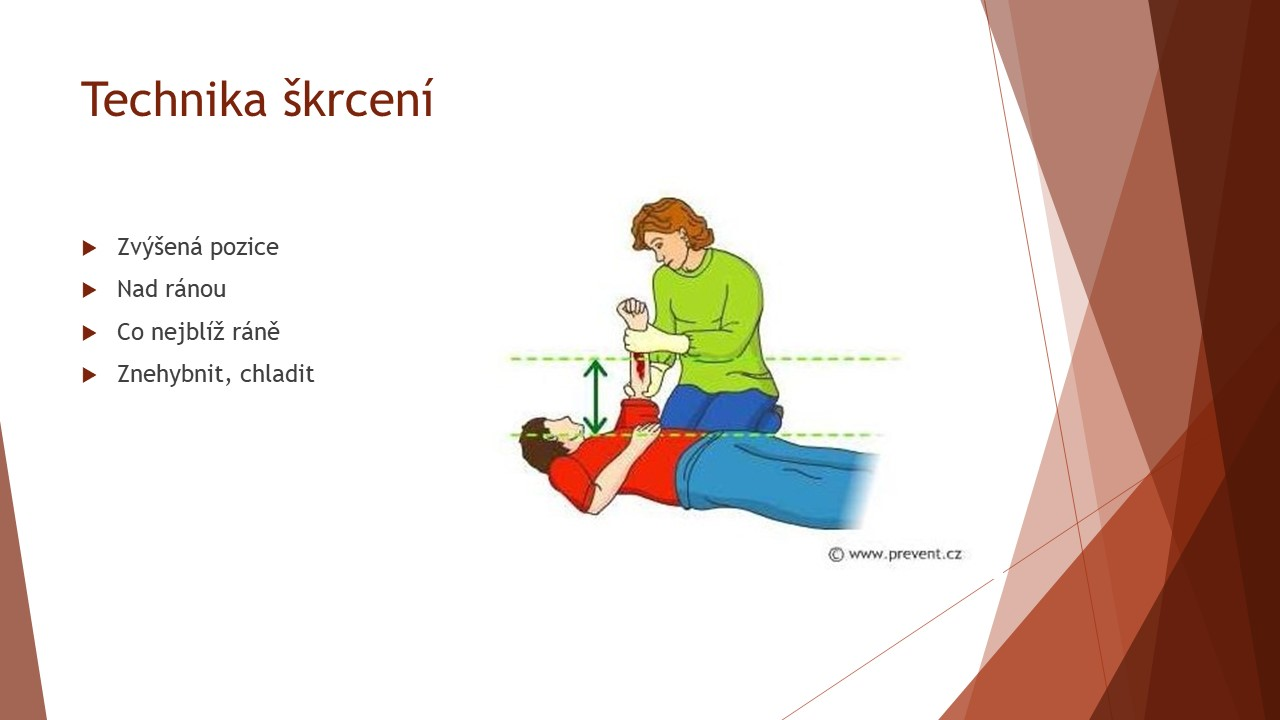 Technika škrcení
Zvýšená pozice
Nad ránou
Co nejblíž ráně
Znehybnit, chladit
© www.prevent.cz